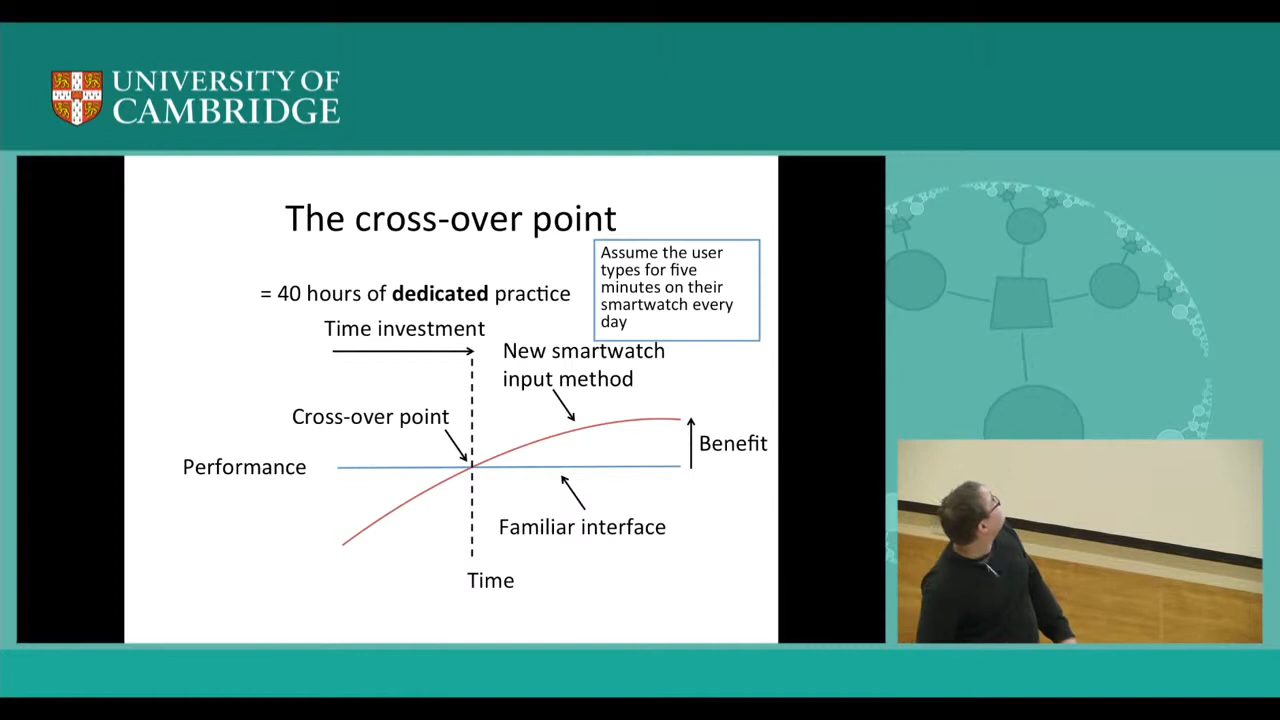 UNIVERSITY OF
CAMBRIDGE
The cross-over point
= 40 hours of dedicated practice
Assume the user
types for five
minutes on their
smartwatch every
day
Time investment
New smartwatch
input method
Cross-over point
Benefit
Performance
Familiar interface
Time